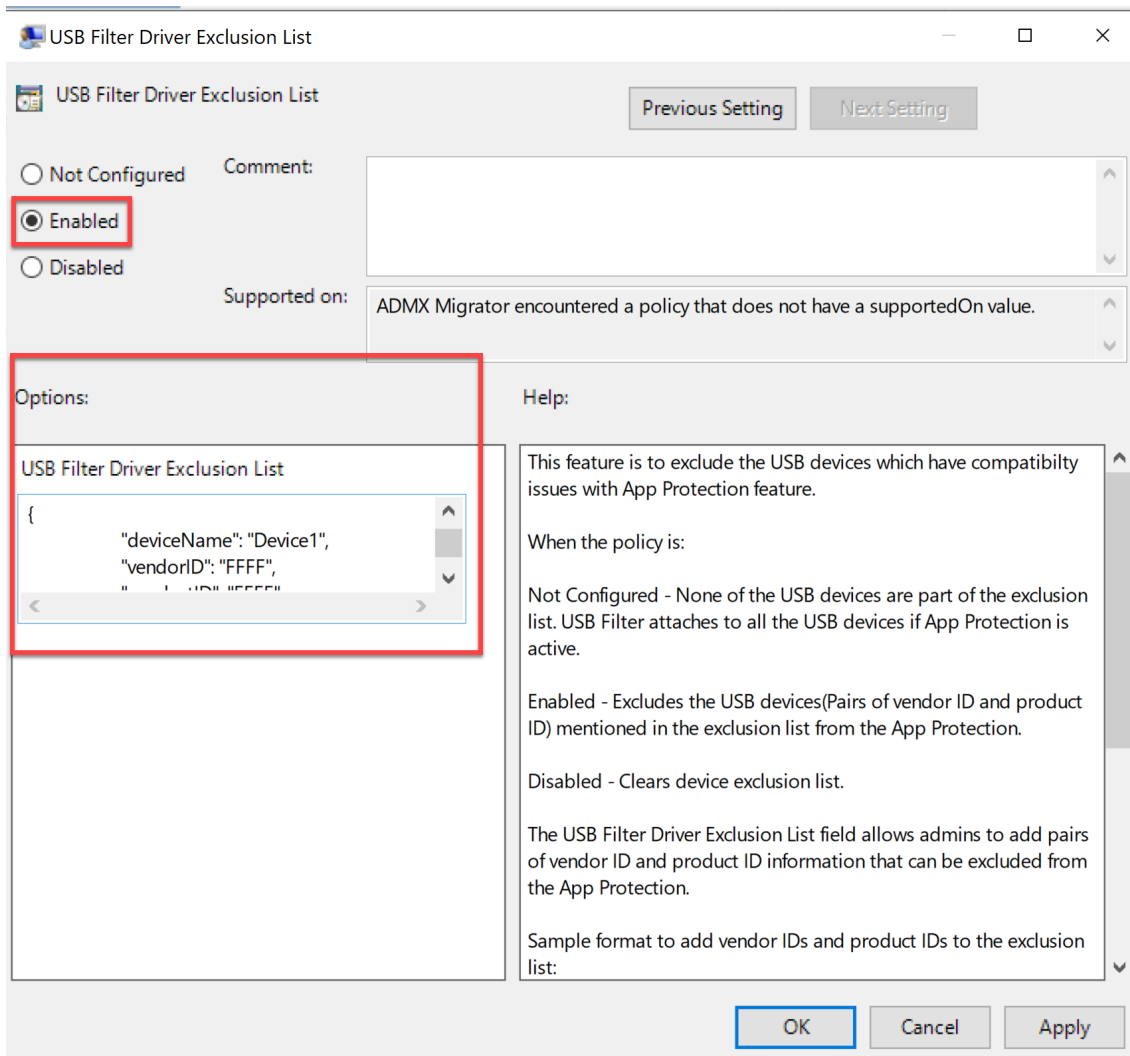 USB Filter Driver Exclusion List
USB Filter Driver Exclusion List
Previous Setting
Next Setting
Not Configured
Comment:
Enabled
Disabled
Supported on:
ADMX Migrator encountered a policy that does not have a supportedOn value.
Options:
Help:
USB Filter Driver Exclusion List
{
"deviceName": "Device1",
"vendorID": "FFFF",
This feature is to exclude the USB devices which have compatibilty
issues with App Protection feature.
When the policy is:
Not Configured - None of the USB devices are part of the exclusion
list. USB Filter attaches to all the USB devices if App Protection is
active.
Enabled - Excludes the USB devices(Pairs of vendor ID and product
ID) mentioned in the exclusion list from the App Protection.
Disabled - Clears device exclusion list.
The USB Filter Driver Exclusion List field allows admins to add pairs
of vendor ID and product ID information that can be excluded from
the App Protection.
Sample format to add vendor IDs and product IDs to the exclusion
list:
OK
Cancel
Apply